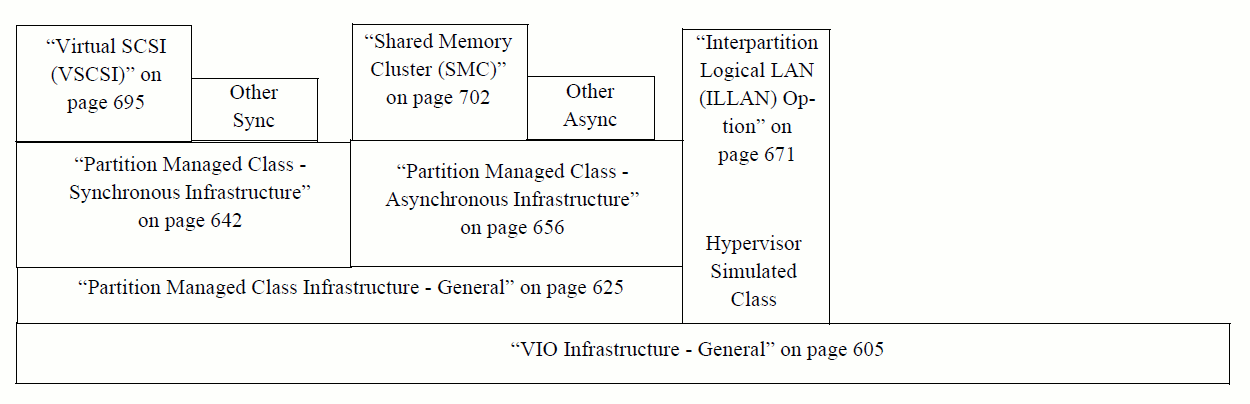 “Virtual SCSI
(VSCSI)” on
page 695
Other
Sync
“Shared Memory
Cluster (SMC)”
on page 702
Other
Async
“Interpartition
Logical LAN
(ILLAN) Op-
tion” on
page 671
“Partition Managed Class -
Synchronous Infrastructure”
on page 642
“Partition Managed Class -
Asynchronous Infrastructure”
on page 656
Hypervisor
Simulated
Class
“Partition Managed Class Infrastructure - General” on page 625
“VIO Infrastructure - General” on page 605